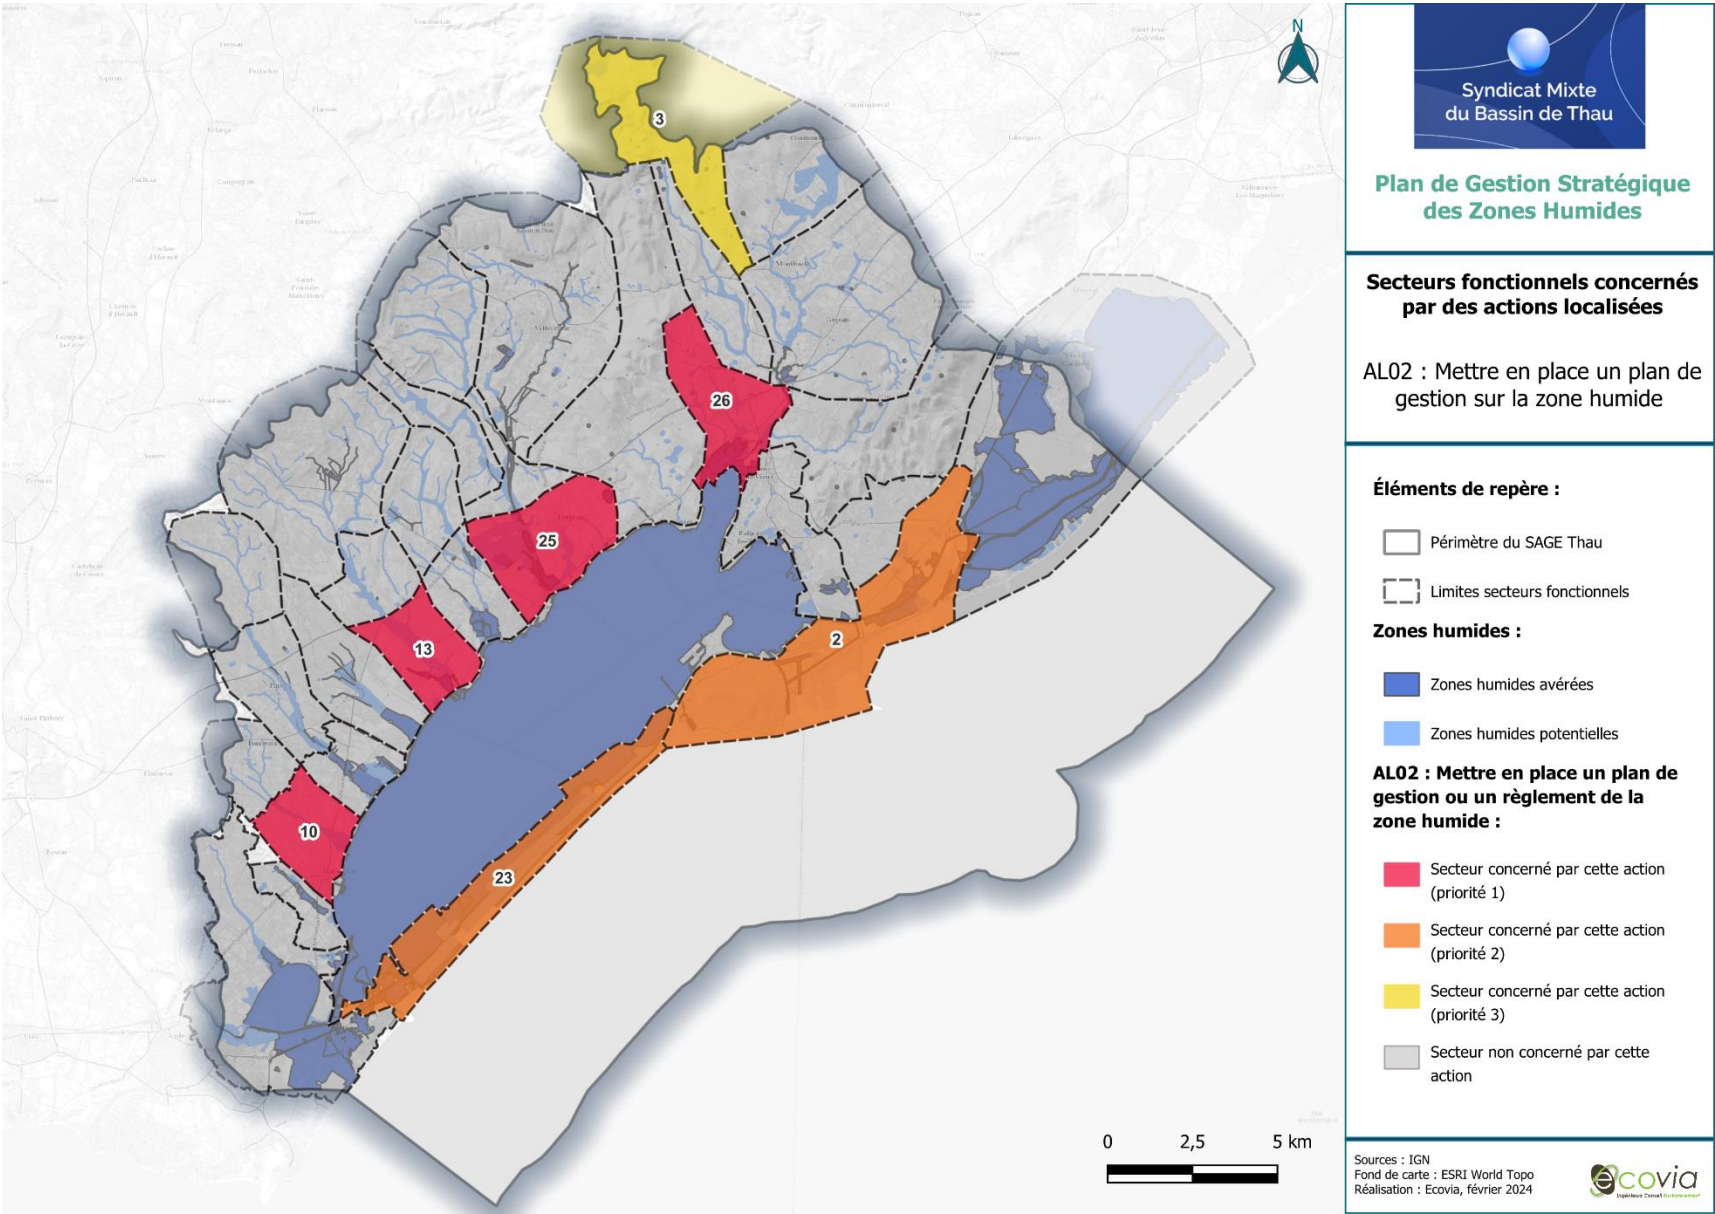 N
3
26
25
13
2
10
23
0 2,5 5 km
Syndicat Mixte
du Bassin de Thau
Plan de Gestion Stratégique
des Zones Humides
Secteurs fonctionnels concernés
par des actions localisées
AL02 : Mettre en place un plan de
gestion sur la zone humide
Éléments de repère :
Périmètre du SAGE Thau
Limites secteurs fonctionnels
Zones humides :
Zones humides avérées
Zones humides potentielles
AL02 : Mettre en place un plan de
gestion ou un règlement de la
zone humide :
Secteur concerné par cette action
(priorité 1)
Secteur concerné par cette action
(priorité 2)
Secteur concerné par cette action
(priorité 3)
Secteur non concerné par cette
action
Sources : IGN
Fond de carte : ESRI World Topo
Réalisation : Ecovia, février 2024
ecovia